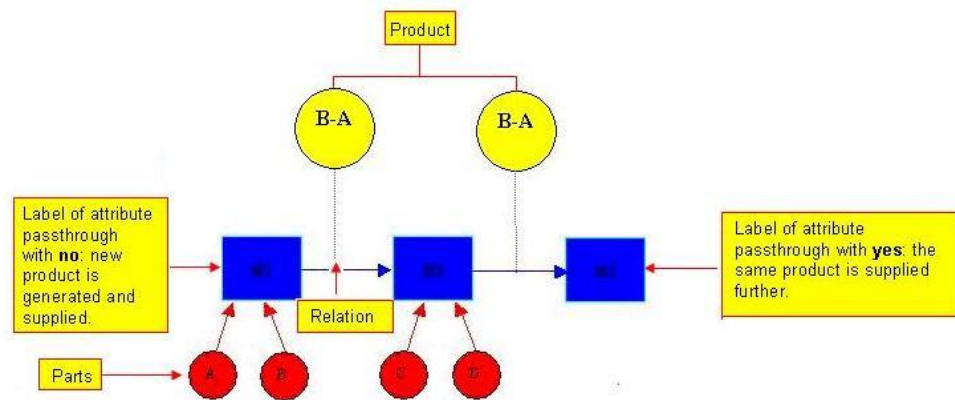 Product
B-A
B-A
Label of attribute
passthrough
with no: new
product is
generated and
supplied.
Label of attribute
passthrough with yes: the
same product is supplied
further.
Relation
Parts
A
B
C
D